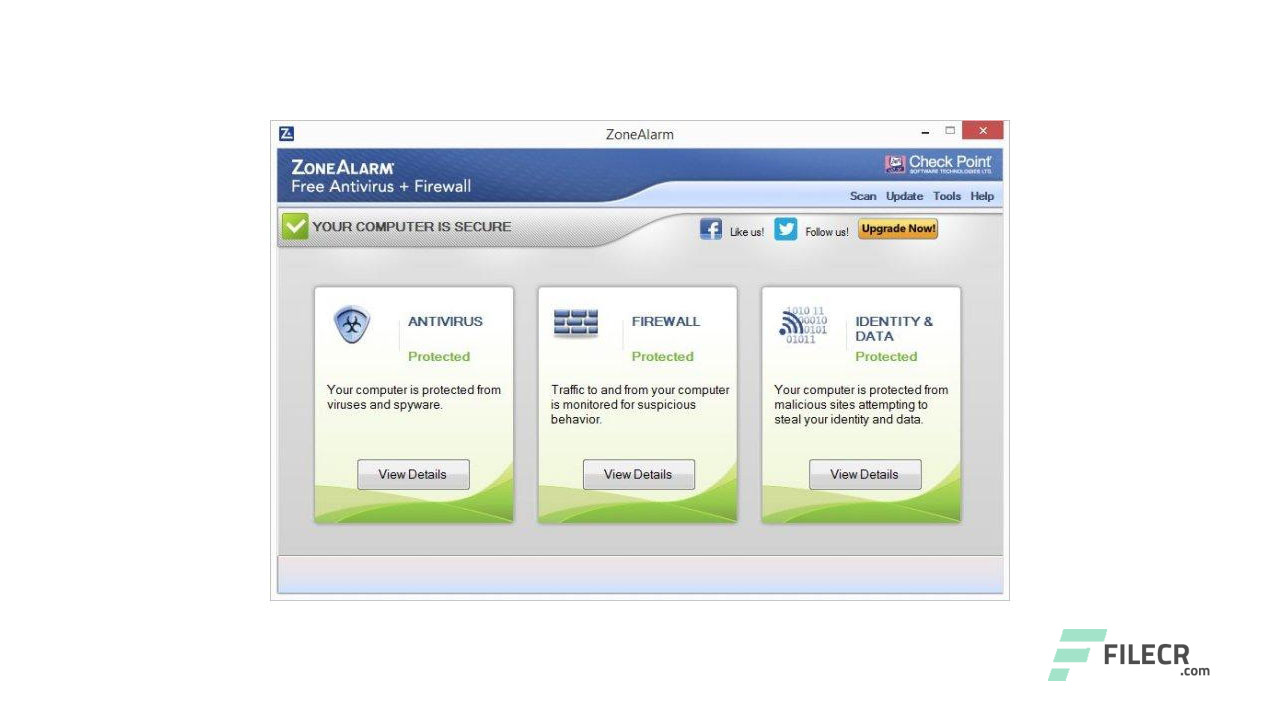 ZoneAlarm
ZONEALARM
Free Antivirus + Firewall
Check Point
SOFTWARE TECHNOLOGIES LTD.
Scan Update Tools Help
YOUR COMPUTER IS SECURE
Like us!
Follow us!
Upgrade Now!
ANTIVIRUS
Protected
Your computer is protected from
viruses and spyware.
View Details
FIREWALL
Protected
Traffic to and from your computer
is monitored for suspicious
behavior.
View Details
1010 11
00010
0101
01011
IDENTITY &
DATA
Protected
Your computer is protected from
malicious sites attempting to
steal your identity and data.
View Details
FILECR
.com